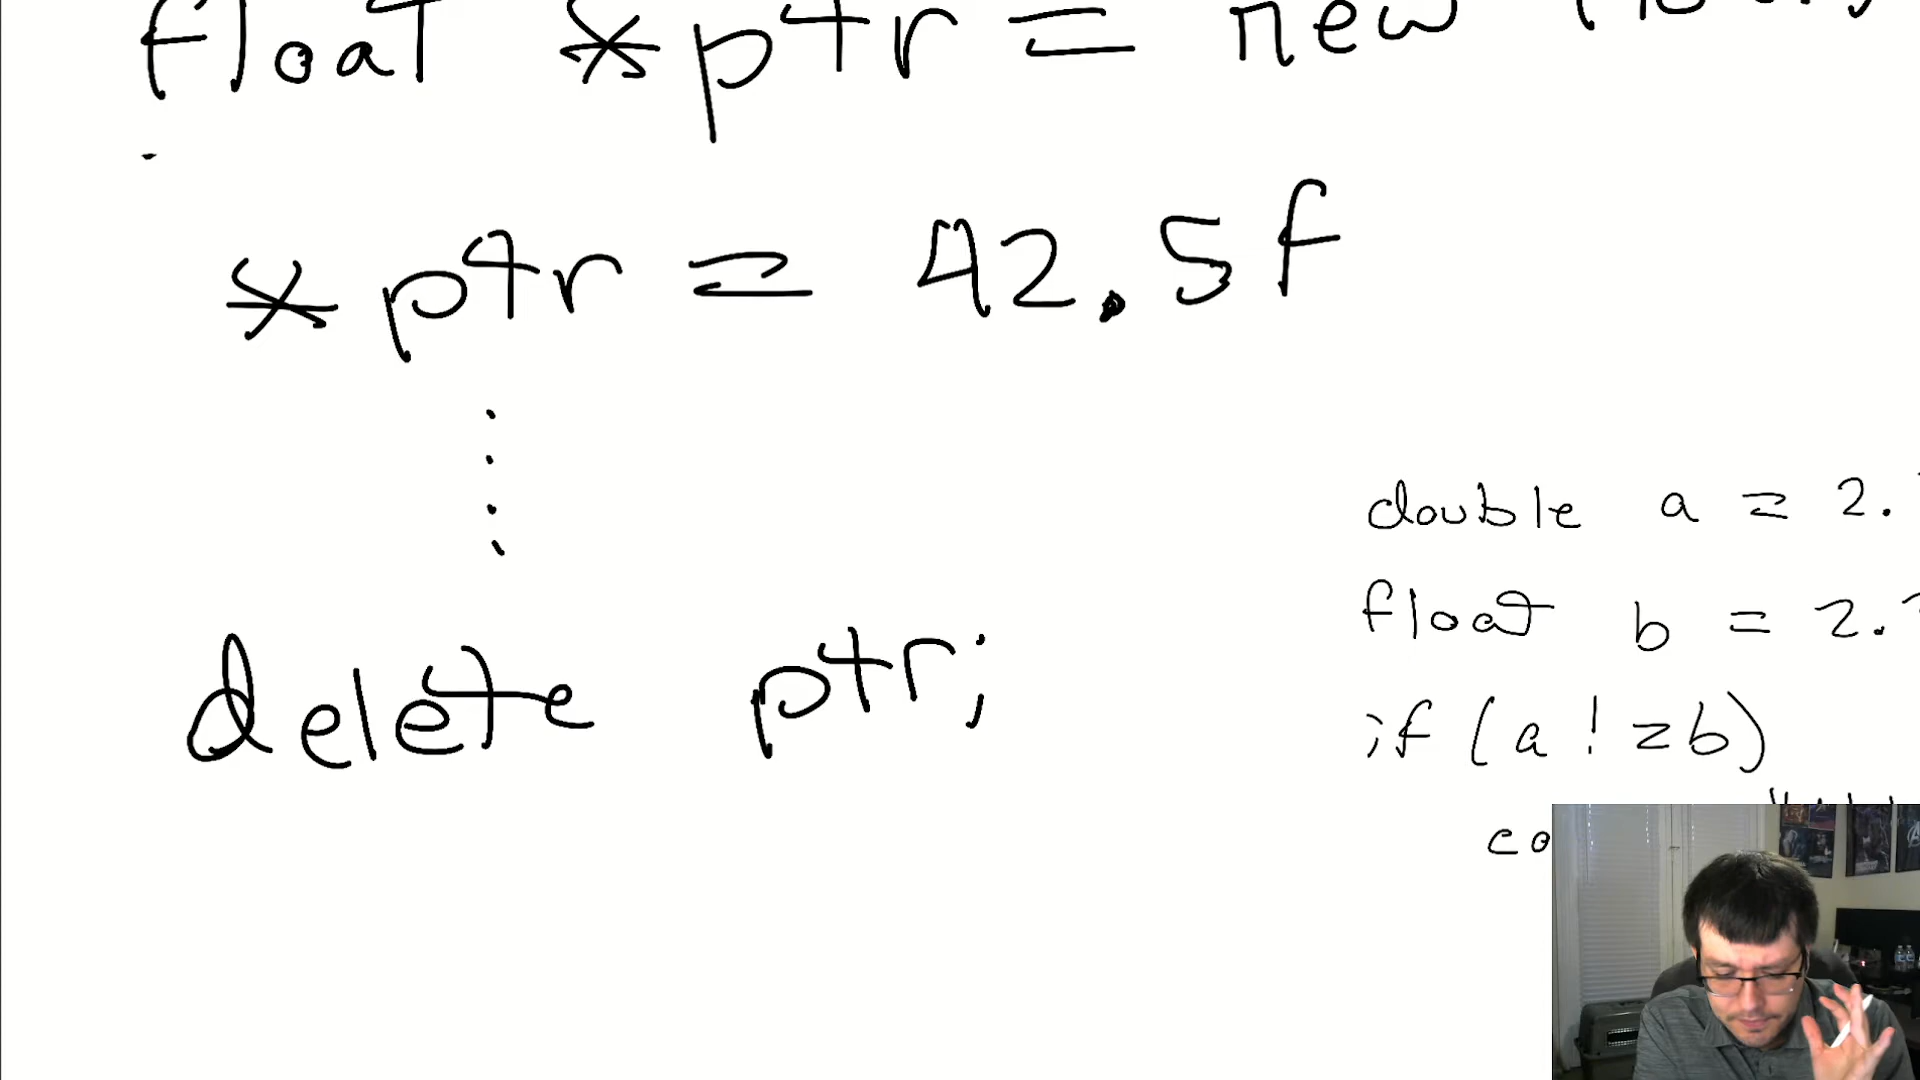 float *ptr = new
*ptr = 42.5f
delete ptr;
double a = 2.
float b = 2.
if (a != b)
co